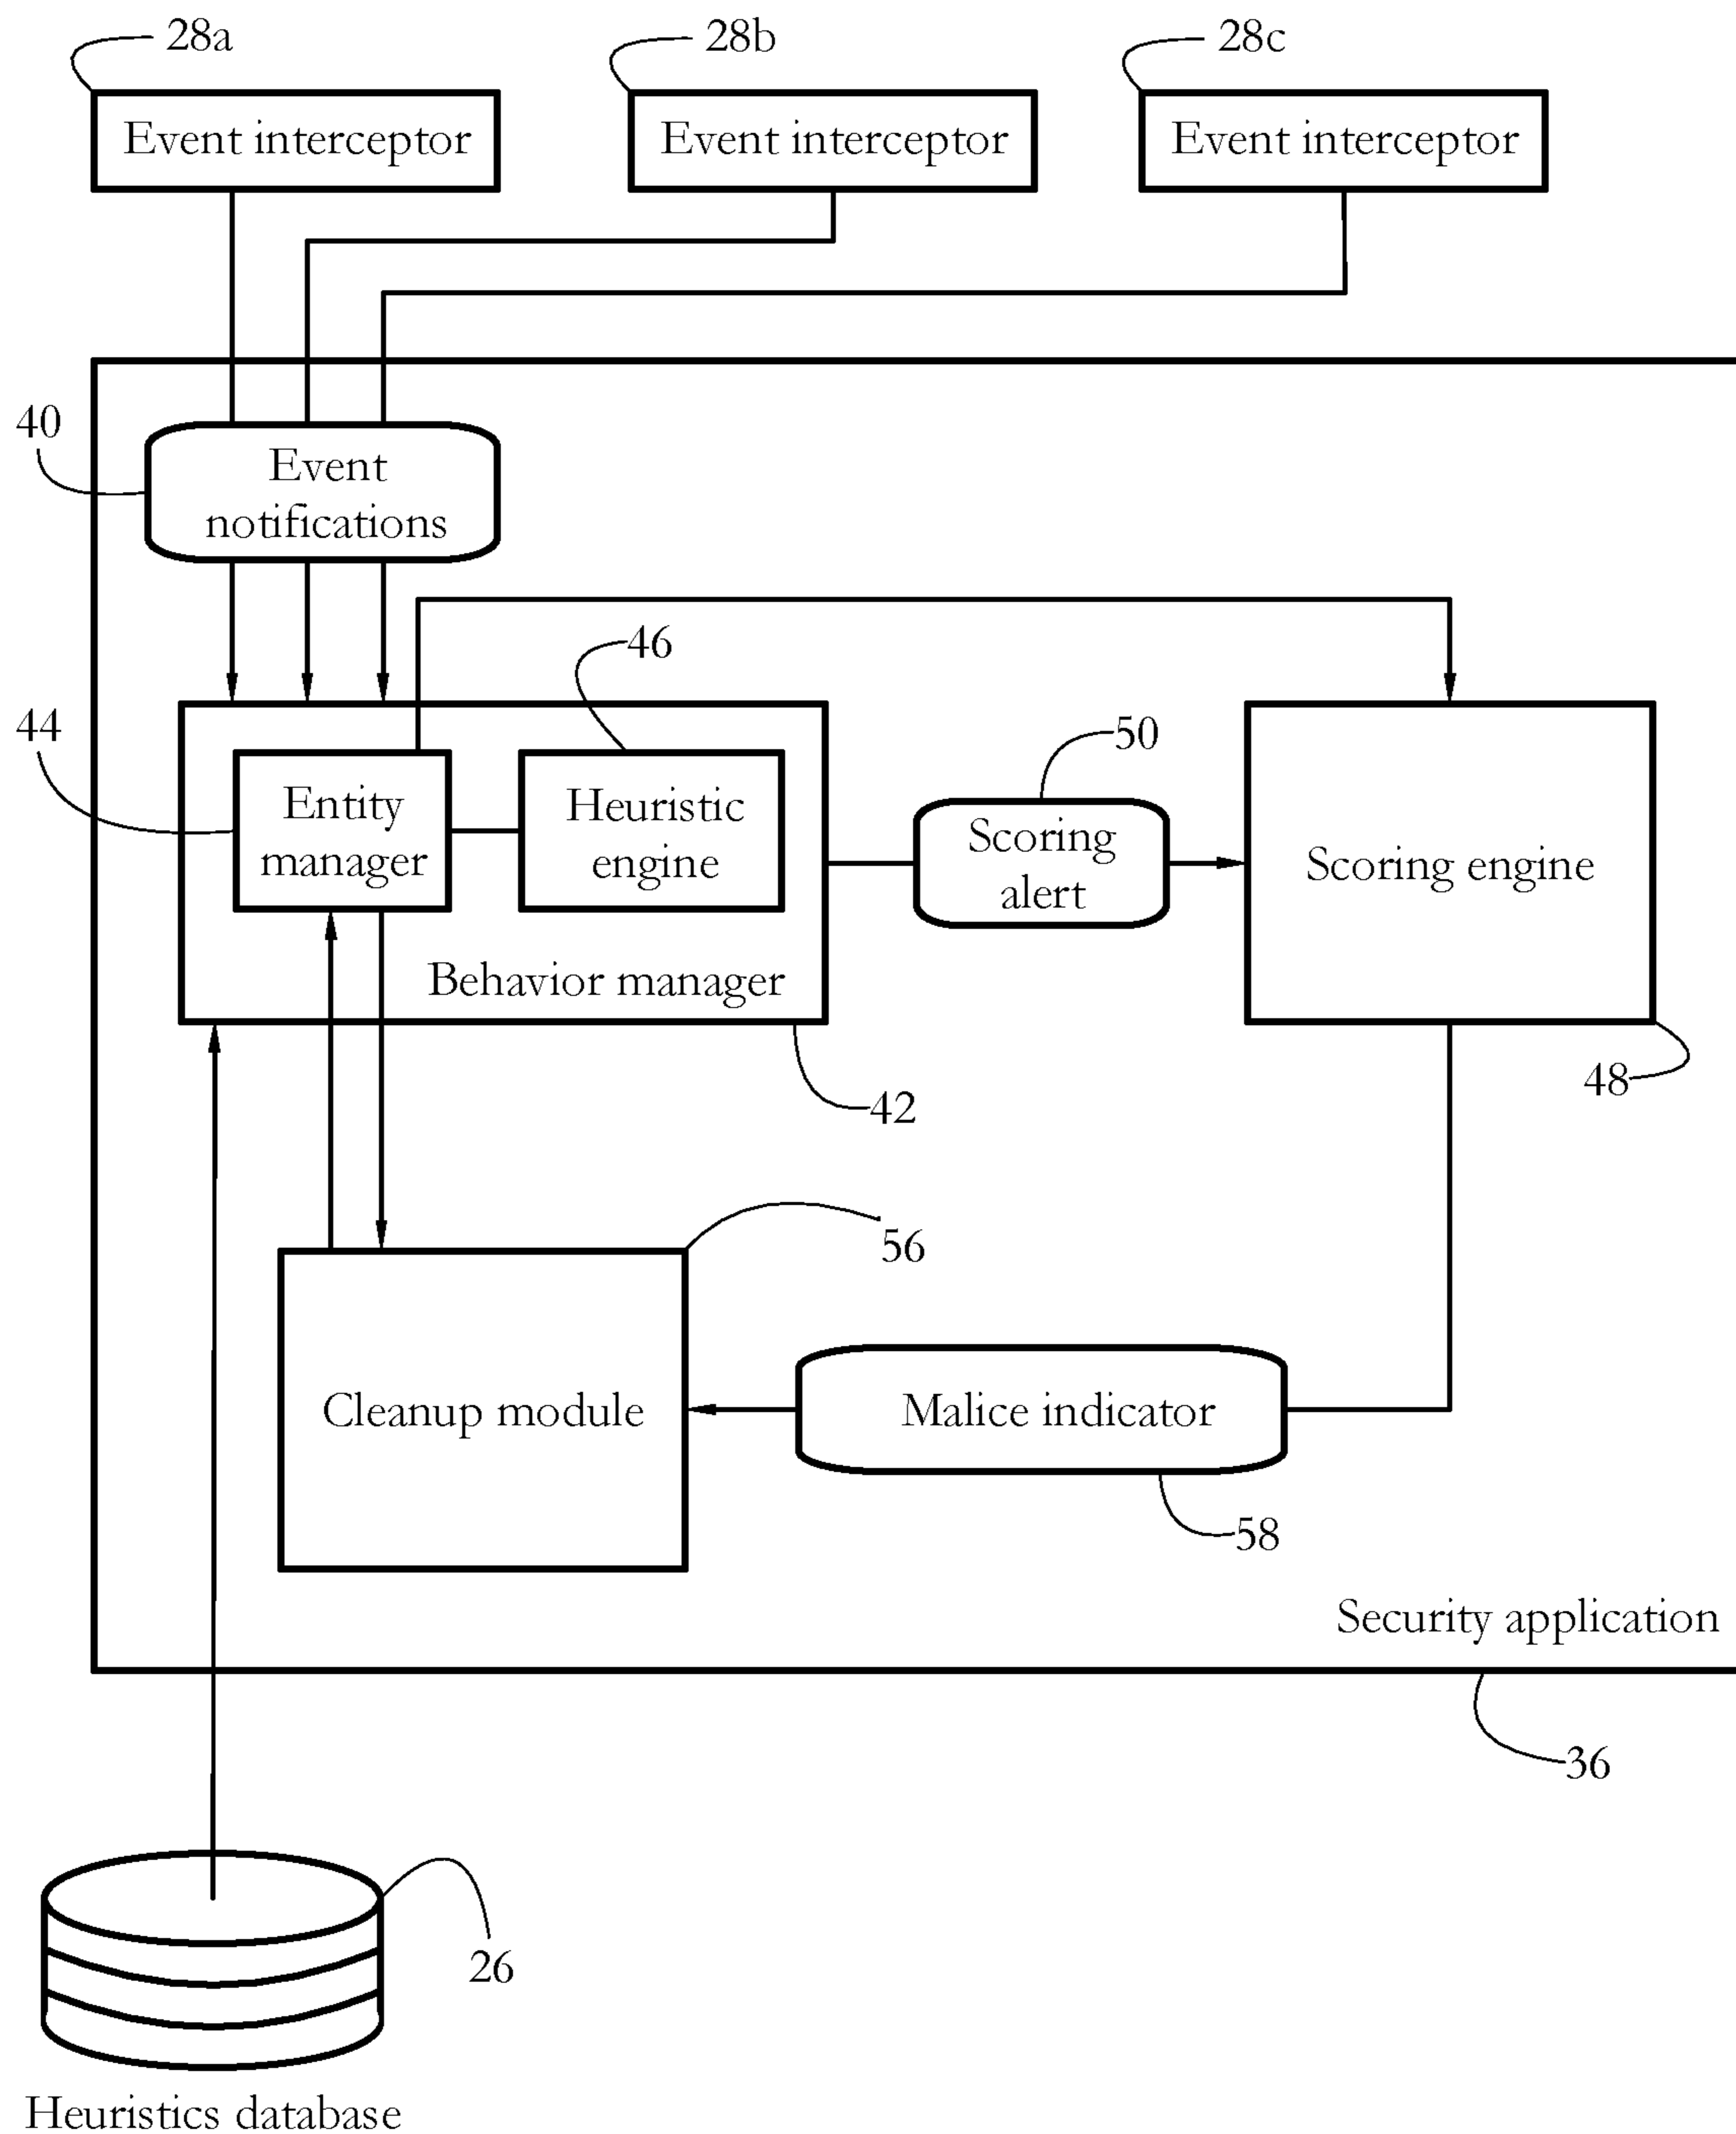 28a
28b
28c
Event interceptor
Event interceptor
Event interceptor
40
Event
notifications
46
44
50
Entity
manager
Heuristic
engine
Scoring
alert
Scoring engine
Behavior manager
48
42
56
Cleanup module
Malice indicator
58
Security application
36
26
Heuristics database